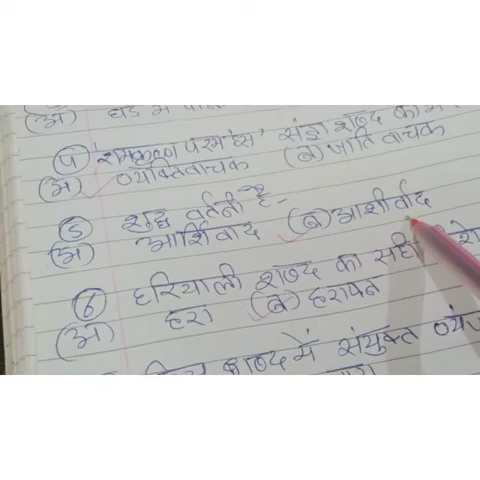 (अ) घड़े में
(प) 'रामकृष्ण परमहंस' संज्ञा शब्द का
(अ) व्यक्तिवाचक (ब) जाति वाचक
(5) शुद्ध वर्तनी है-
(अ) आर्शिवाद (ब) आशीर्वाद
(6) हरियाली शब्द का सही
(अ) हरा (ब) हरापन
शब्द में संयुक्त